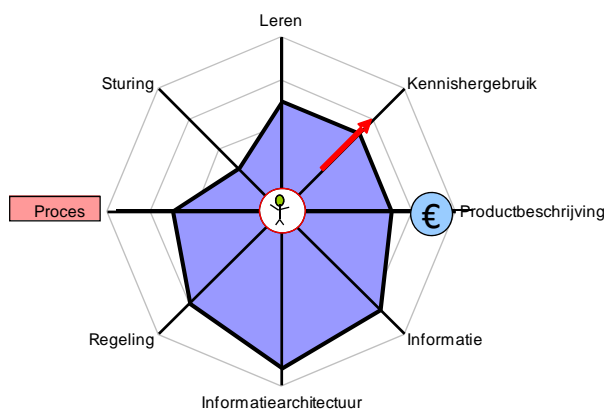 Leren
Sturing
Kennishergebruik
Proces
€
Productbeschrijving
Regeling
Informatie
Informatiearchitectuur